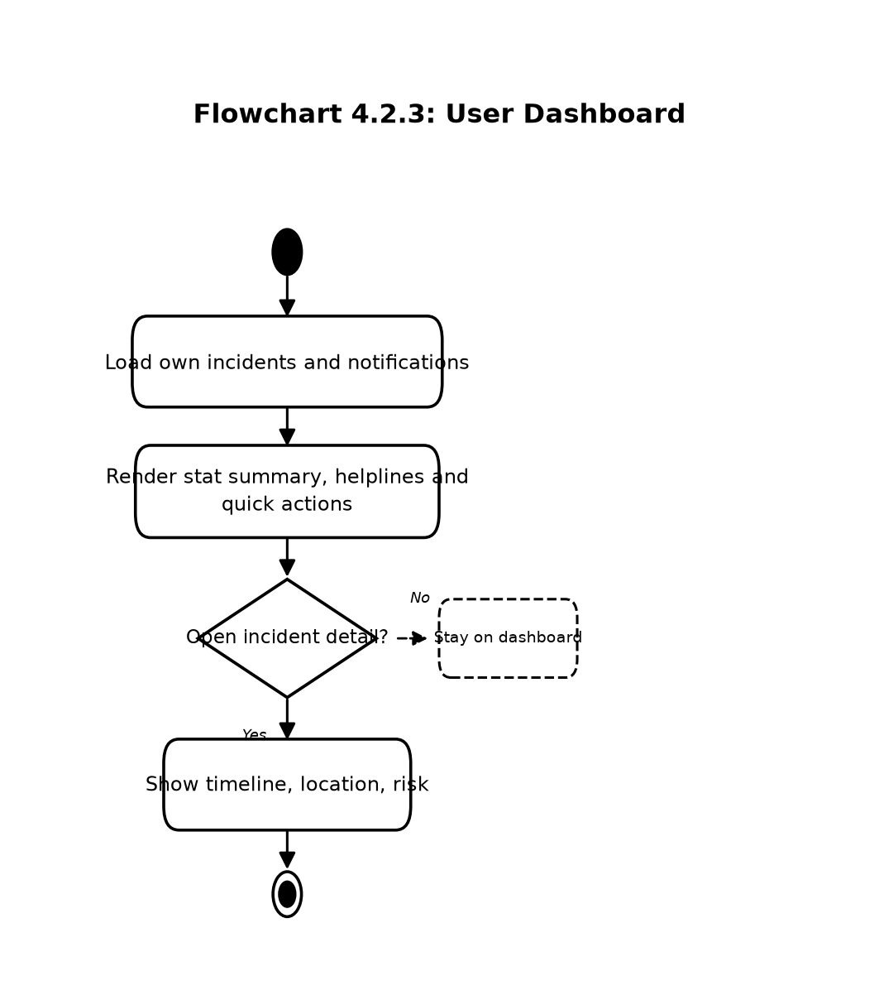 Flowchart 4.2.3: User Dashboard
Load own incidents and notifications
Render stat summary, helplines and
quick actions
No
Open incident detail?
Stay on dashboard
Yes
Show timeline, location, risk